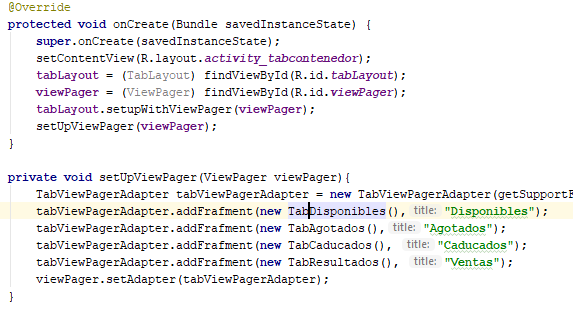 @Override
protected void onCreate(Bundle savedInstanceState) {
super.onCreate(savedInstanceState);
setContentView(R.layout.activity_tabcontenedor);
tabLayout = (TabLayout) findViewById(R.id.tabLayout);
viewPager = (ViewPager) findViewById(R.id.viewPager);
tabLayout.setupWithViewPager(viewPager);
setUpViewPager(viewPager);
}
private void setUpViewPager(ViewPager viewPager){
TabViewPagerAdapter tabViewPagerAdapter = new TabViewPagerAdapter(
tabViewPagerAdapter.addFrafment(new TabDisponibles(), title: "Disponibles");
tabViewPagerAdapter.addFrafment(new TabAgotados(), title: "Agotados");
tabViewPagerAdapter.addFrafment(new TabCaducados(), title: "Caducados");
tabViewPagerAdapter.addFrafment(new TabResultados(), title: "Ventas");
viewPager.setAdapter(tabViewPagerAdapter);
}